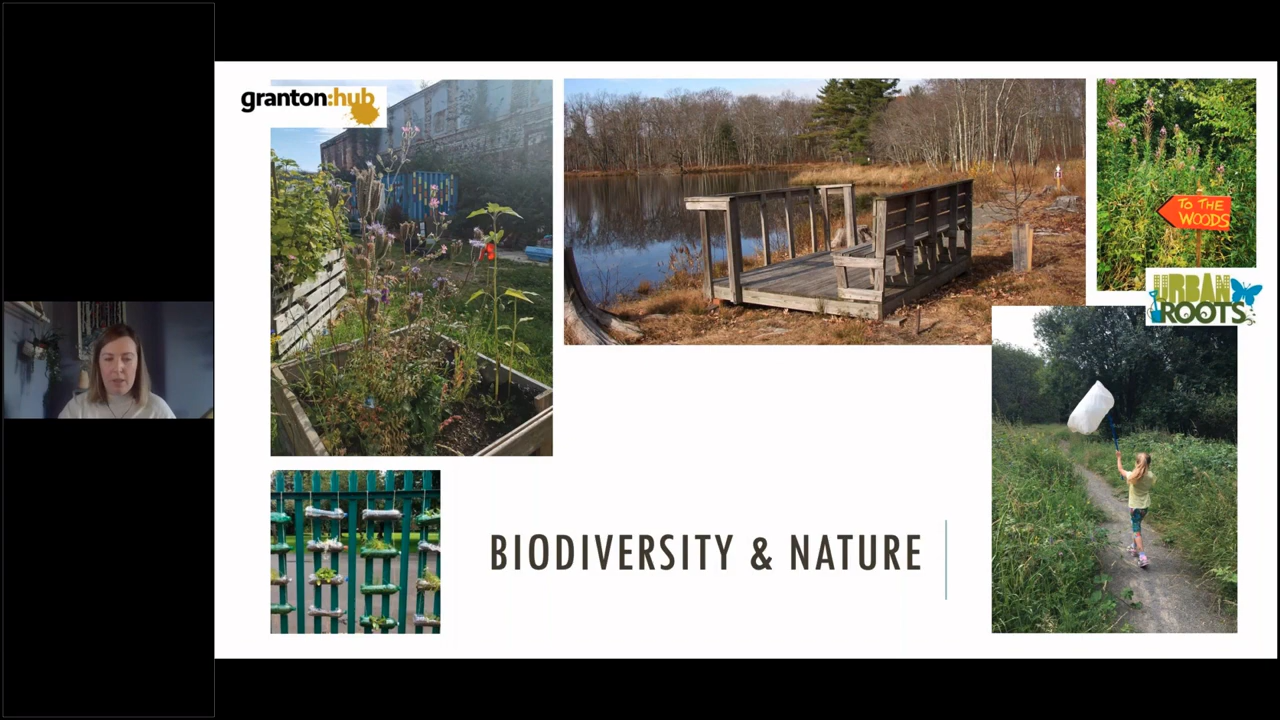 granton:hub
TO THE
WOODS
URBAN
ROOTS
BIODIVERSITY & NATURE